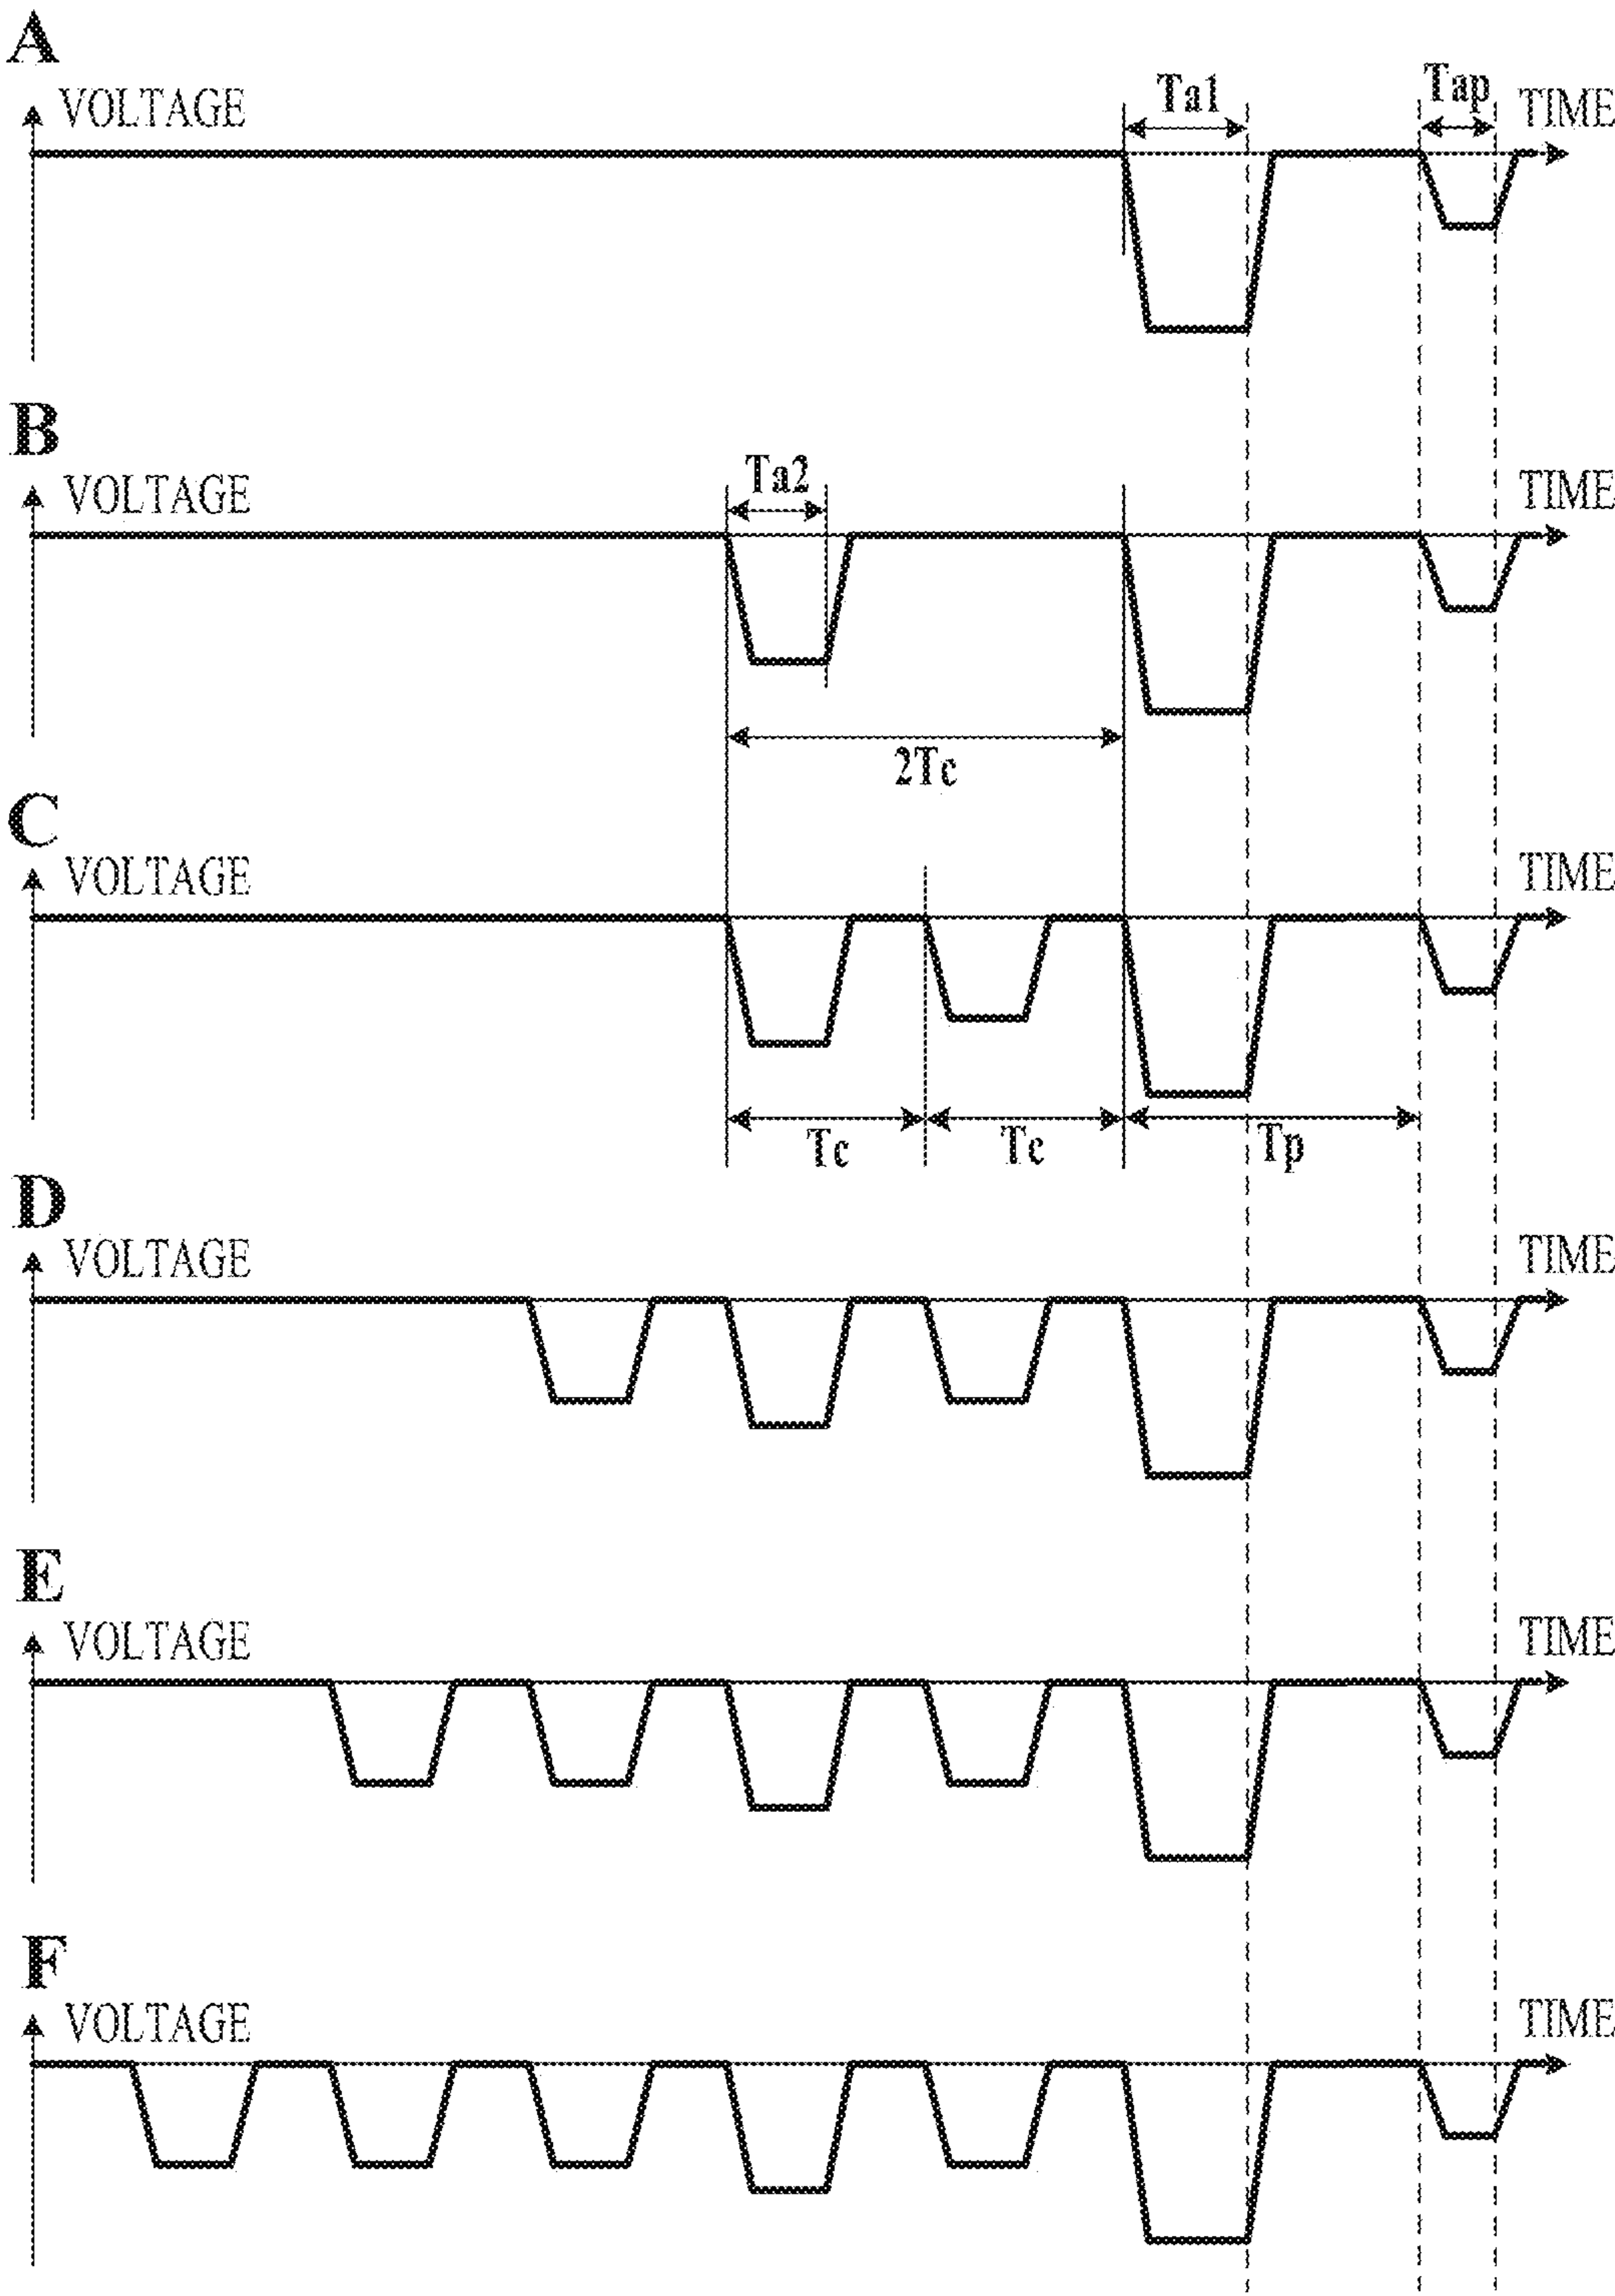 A
VOLTAGE
Ta1
Tap
TIME
B
VOLTAGE
Ta2
TIME
2Tc
C
VOLTAGE
TIME
Tc
Tc
Tp
D
VOLTAGE
TIME
E
VOLTAGE
TIME
F
VOLTAGE
TIME